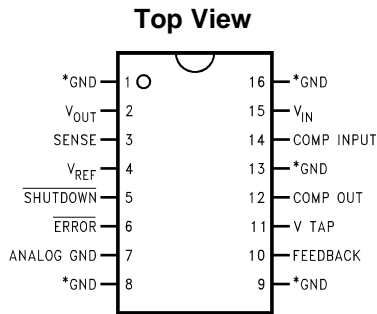 Top View
*GND 1 16 *GND
VOUT 2 15 VIN
SENSE 3 14 COMP INPUT
VREF 4 13 *GND
SHUTDOWN 5 12 COMP OUT
ERROR 6 11 V TAP
ANALOG GND 7 10 FEEDBACK
*GND 8 9 *GND